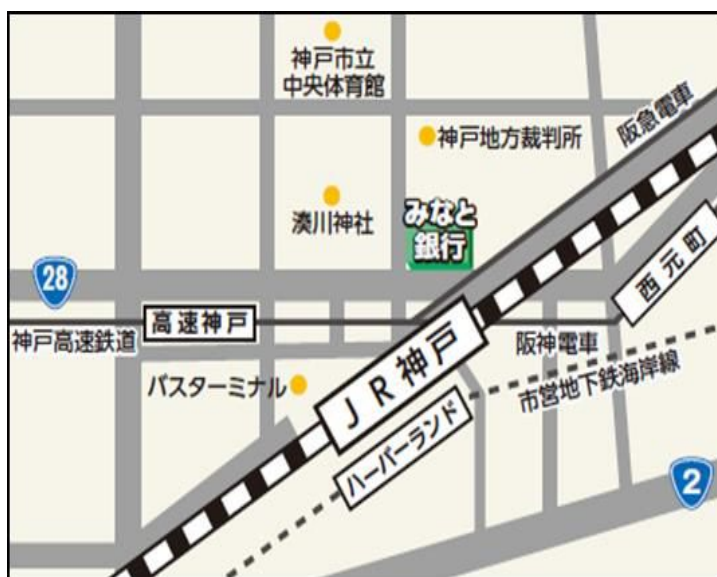 神戸市立
中央体育館
阪急電車
神戸地方裁判所
湊川神社
みなと
銀行
28
西元町
高速神戸
神戸高速鉄道
JR神戸
阪神電車
バスターミナル
市営地下鉄海岸線
ハーバーランド
2